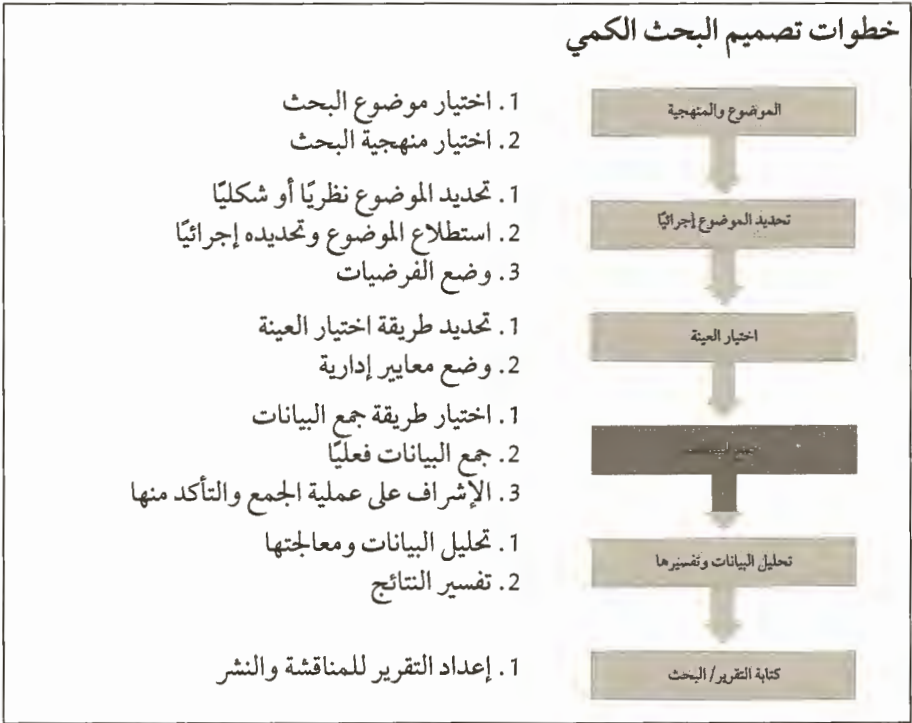 خطوات تصميم البحث الكمي
الموضوع والمنهجية
1. اختيار موضوع البحث
2. اختيار منهجية البحث
تحديد الموضوع إجرائيًا
1. تحديد الموضوع نظريًا أو شكليًا
2. استطلاع الموضوع وتحديده إجرائيًا
3. وضع الفرضيات
اختيار العينة
1. تحديد طريقة اختيار العينة
2. وضع معايير إدارية
1. اختيار طريقة جمع البيانات
2. جمع البيانات فعليًا
3. الإشراف على عملية الجمع والتأكد منها
تحليل البيانات وتفسيرها
1. تحليل البيانات ومعالجتها
2. تفسير النتائج
كتابة التقرير/ البحث
1. إعداد التقرير للمناقشة والنشر